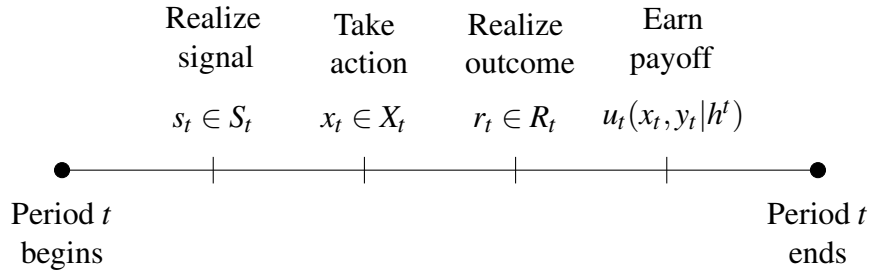 Realize signal
Take action
Realize outcome
Earn payoff
s_t ∈ S_t
x_t ∈ X_t
r_t ∈ R_t
u_t(x_t, y_t|h^t)
Period t begins
Period t ends